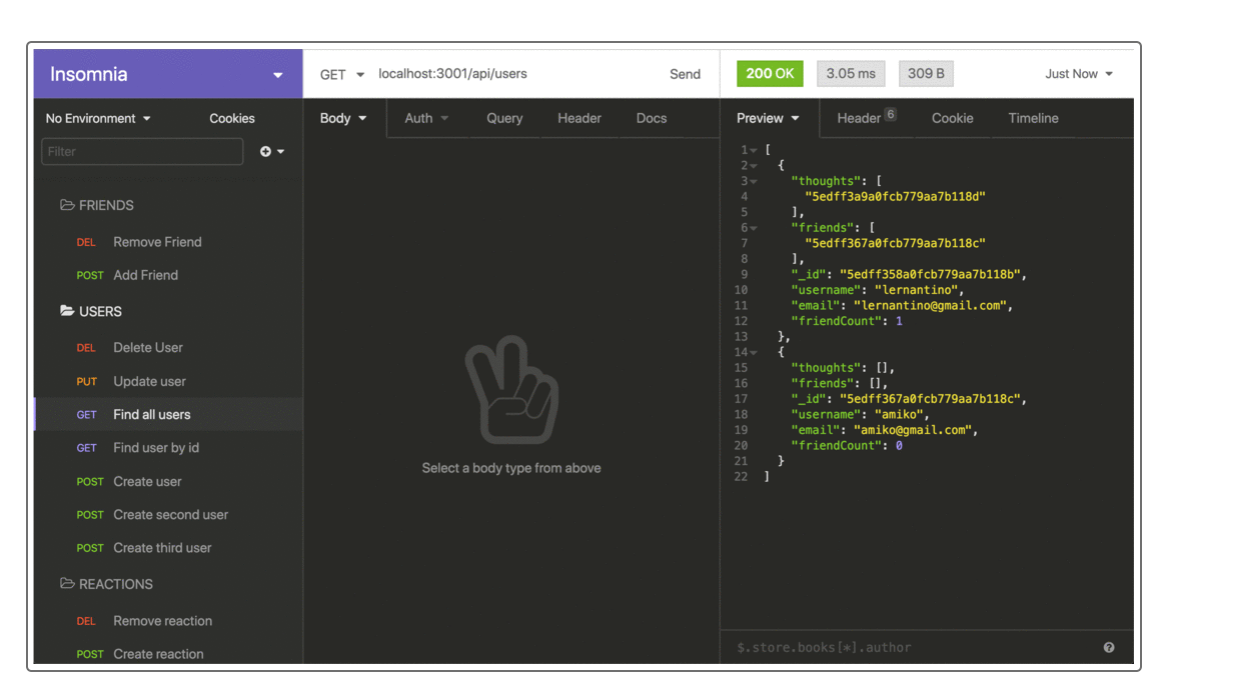 Insomnia
GET localhost:3001/api/users Send
200 OK 3.05 ms 309 B Just Now
No Environment Cookies
Filter
FRIENDS
DEL Remove Friend
POST Add Friend
USERS
DEL Delete User
PUT Update user
GET Find all users
GET Find user by id
POST Create user
POST Create second user
POST Create third user
REACTIONS
DEL Remove reaction
POST Create reaction
Body Auth Query Header Docs
Select a body type from above
Preview Header 6 Cookie Timeline
1 [
2 {
3 "thoughts": [
4 "5edff3a9a0fcb779aa7b118d"
5 ],
6 "friends": [
7 "5edff367a0fcb779aa7b118c"
8 ],
9 "_id": "5edff358a0fcb779aa7b118b",
10 "username": "lernantino",
11 "email": "lernantino@gmail.com",
12 "friendCount": 1
13 },
14 {
15 "thoughts": [],
16 "friends": [],
17 "_id": "5edff367a0fcb779aa7b118c",
18 "username": "amiko",
19 "email": "amiko@gmail.com",
20 "friendCount": 0
21 }
22 ]
$.store.books[*].author